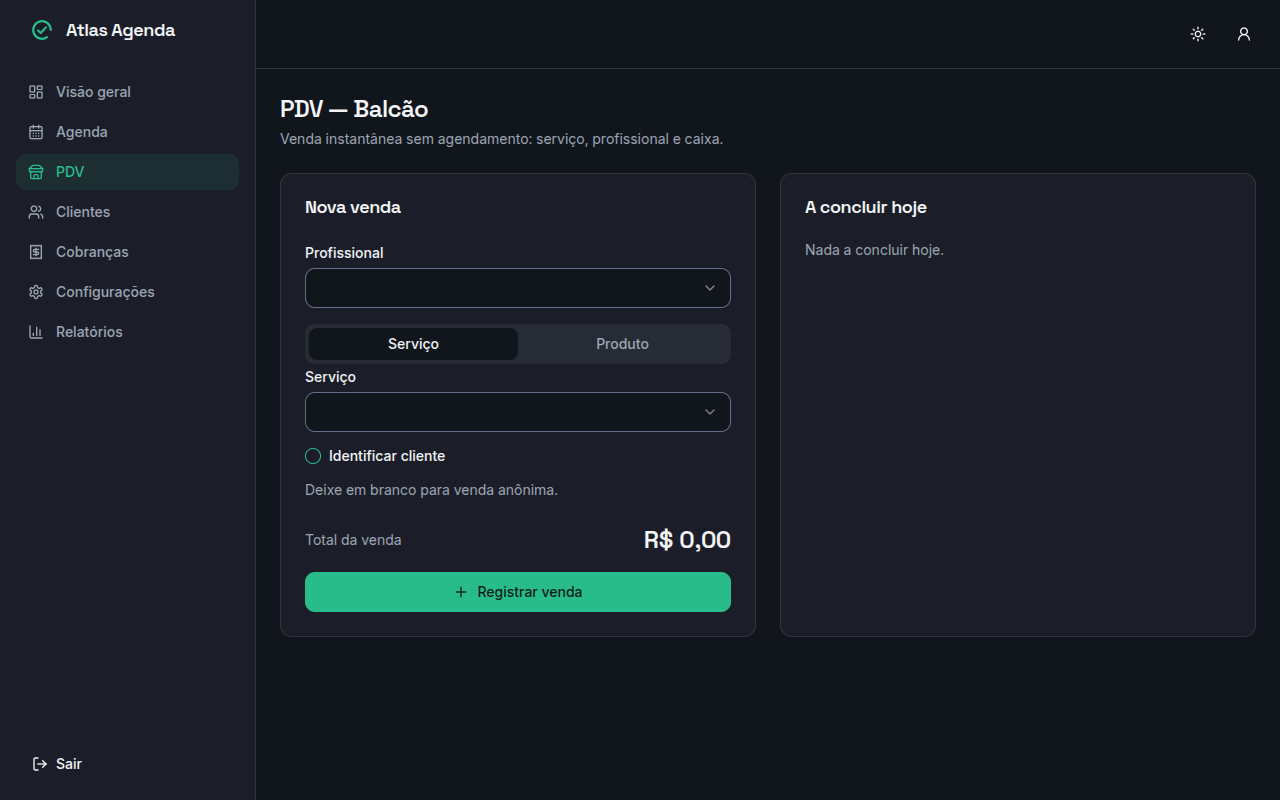 Atlas Agenda
Visão geral
Agenda
PDV
Clientes
Cobranças
Configurações
Relatórios
Sair
PDV — Balcão
Venda instantânea sem agendamento: serviço, profissional e caixa.
Nova venda
Profissional
Serviço
Produto
Serviço
Identificar cliente
Deixe em branco para venda anônima.
Total da venda
R$ 0,00
Registrar venda
A concluir hoje
Nada a concluir hoje.